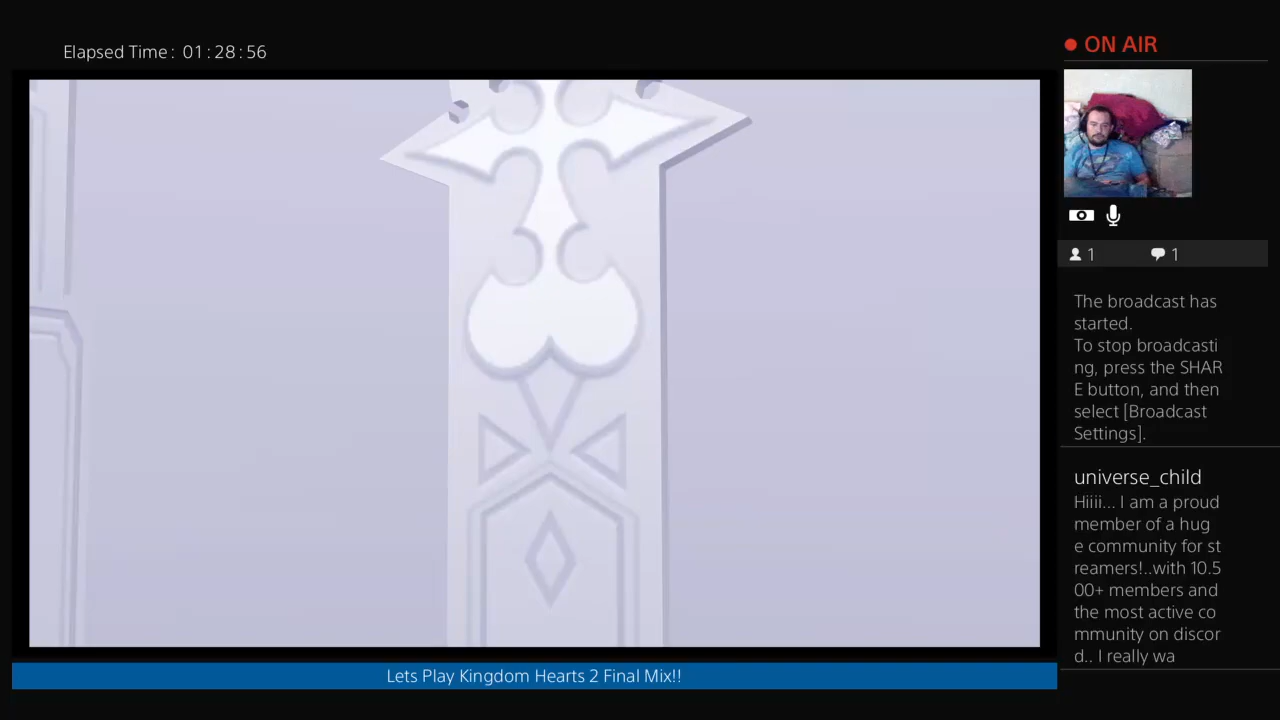 Elapsed Time: 01:28:56
ON AIR
1 1
The broadcast has
started.
To stop broadcasti
ng, press the SHAR
E button, and then
select [Broadcast
Settings].
universe_child
Hiiii... I am a proud
member of a hug
e community for st
reamers!..with 10.5
00+ members and
the most active co
mmunity on discor
d.. I really wa
Lets Play Kingdom Hearts 2 Final Mix!!